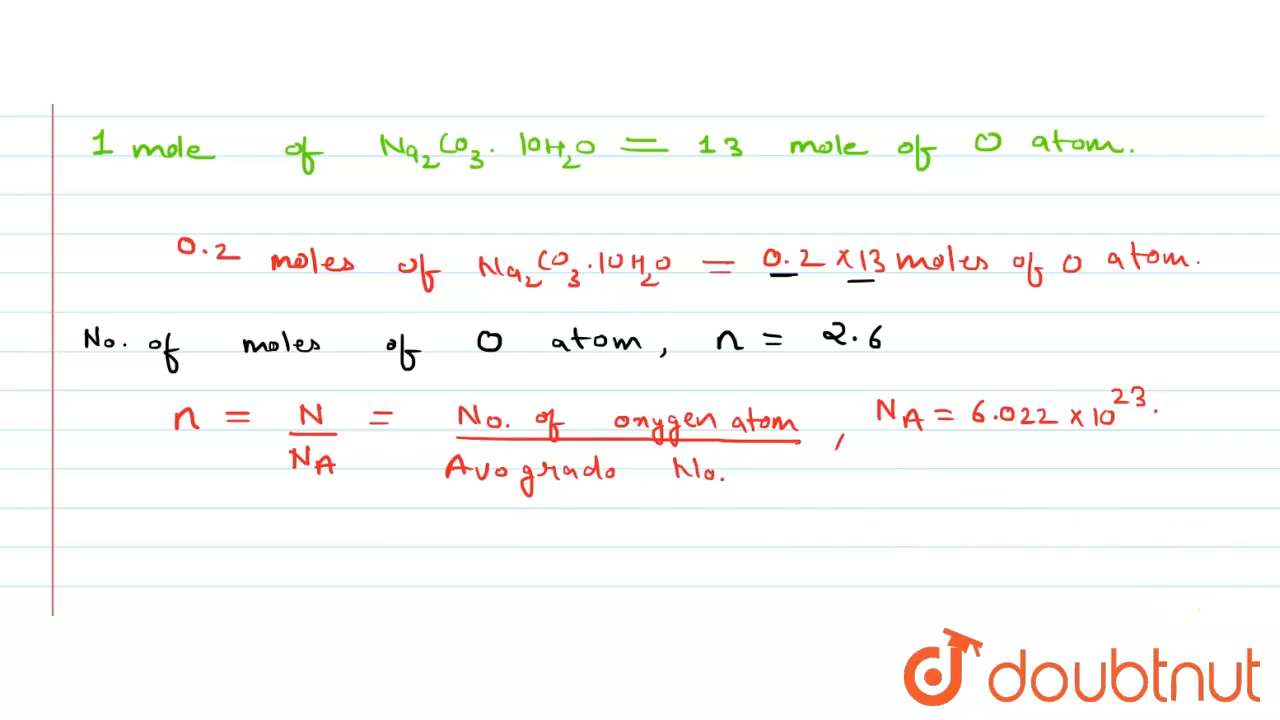 1 mole of Na₂CO₃. 10H₂O = 13 mole of O atom.
0.2 moles of Na₂CO₃.10H₂O = 0.2 x 13 moles of O atom.
No. of moles of O atom, n = 2.6
n = N/NA = No. of oxygen atom/Avogrado No. , NA = 6.022 x 10²³.
doubtnut